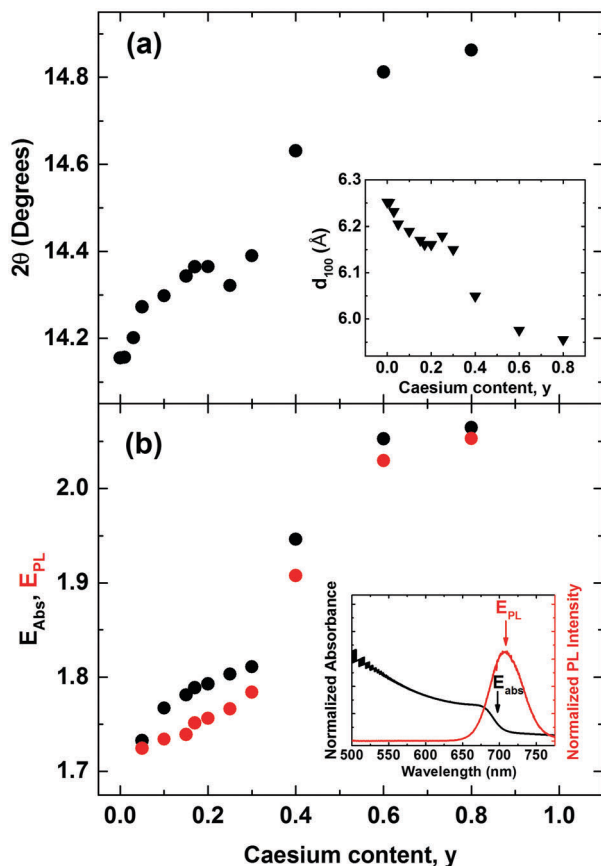 (a)
14.8
14.6
14.4
14.2
2θ (Degrees)
6.3
6.2
6.1
6.0
d100 (Å)
0.0 0.2 0.4 0.6 0.8
Caesium content, y
(b)
2.0
1.9
1.8
1.7
EAbs, EPL
Normalized Absorbance
Normalized PL Intensity
EPL
Eabs
500 550 600 650 700 750
Wavelength (nm)
0.0 0.2 0.4 0.6 0.8 1.0
Caesium content, y